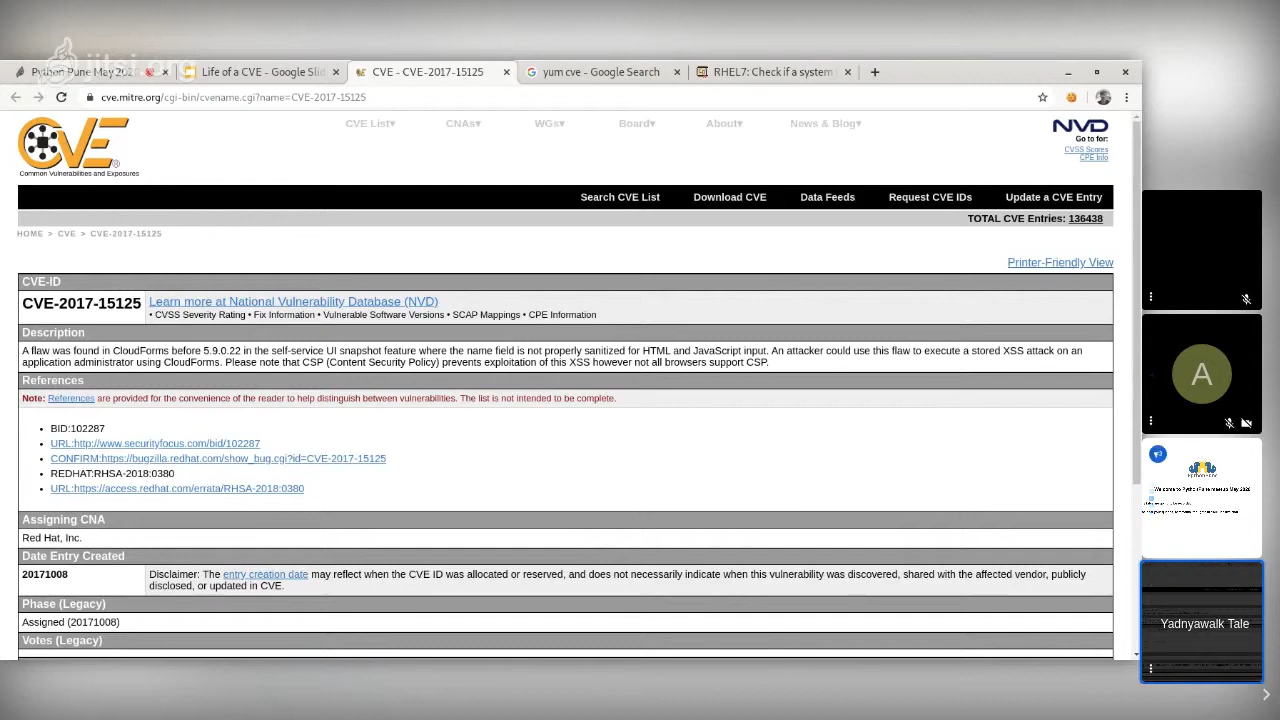 jitsi.org
Python Pune May 202
Life of a CVE - Google Slid
CVE - CVE-2017-15125
yum cve - Google Search
RHEL7: Check if a system
cve.mitre.org/cgi-bin/cvename.cgi?name=CVE-2017-15125
CVE
Common Vulnerabilities and Exposures
CVE List▾ CNAs▾ WGs▾ Board▾ About▾ News & Blog▾
NVD
Go to for:
CVSS Scores
CPE Info
Search CVE List Download CVE Data Feeds Request CVE IDs Update a CVE Entry
TOTAL CVE Entries: 136438
HOME > CVE > CVE-2017-15125
Printer-Friendly View
CVE-ID
CVE-2017-15125 Learn more at National Vulnerability Database (NVD)
• CVSS Severity Rating • Fix Information • Vulnerable Software Versions • SCAP Mappings • CPE Information
Description
A flaw was found in CloudForms before 5.9.0.22 in the self-service UI snapshot feature where the name field is not properly sanitized for HTML and JavaScript input. An attacker could use this flaw to execute a stored XSS attack on an
application administrator using CloudForms. Please note that CSP (Content Security Policy) prevents exploitation of this XSS however not all browsers support CSP.
References
Note: References are provided for the convenience of the reader to help distinguish between vulnerabilities. The list is not intended to be complete.
• BID:102287
• URL:http://www.securityfocus.com/bid/102287
• CONFIRM:https://bugzilla.redhat.com/show_bug.cgi?id=CVE-2017-15125
• REDHAT:RHSA-2018:0380
• URL:https://access.redhat.com/errata/RHSA-2018:0380
Assigning CNA
Red Hat, Inc.
Date Entry Created
20171008 Disclaimer: The entry creation date may reflect when the CVE ID was allocated or reserved, and does not necessarily indicate when this vulnerability was discovered, shared with the affected vendor, publicly
disclosed, or updated in CVE.
Phase (Legacy)
Assigned (20171008)
Votes (Legacy)
A
Welcome to PythonPune meetup May 2020
Yadnyawalk Tale